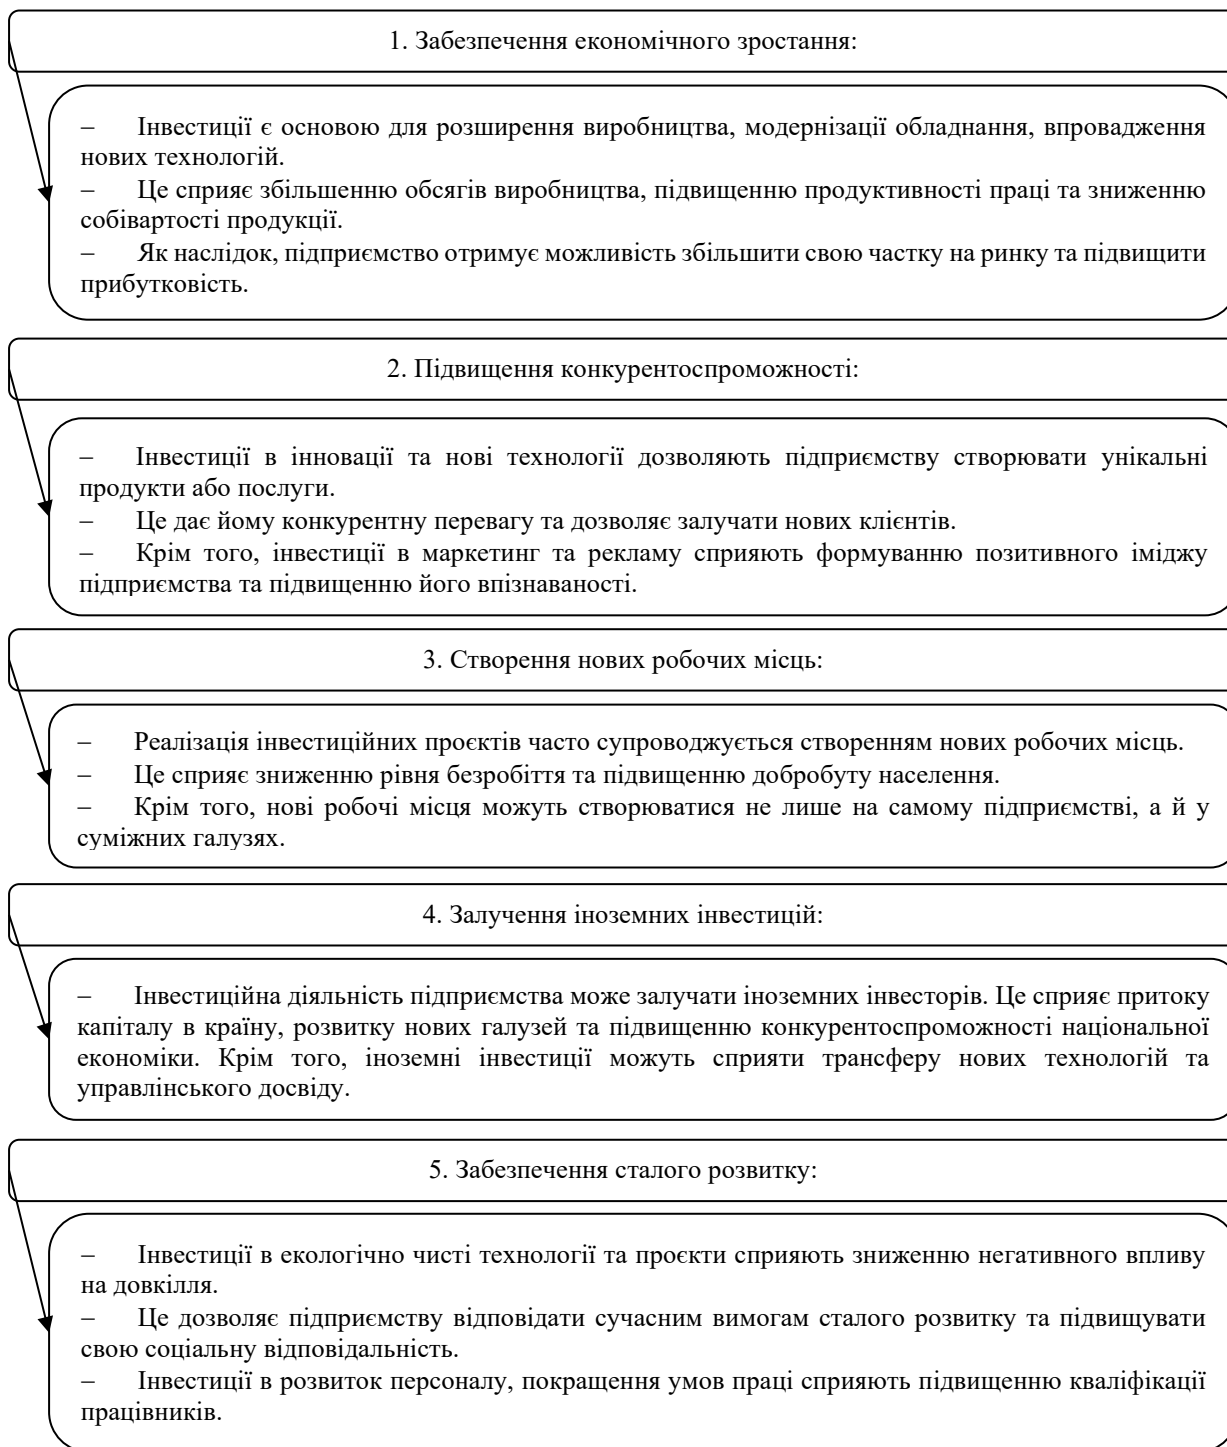 1. Забезпечення економічного зростання:
– Інвестиції є основою для розширення виробництва, модернізації обладнання, впровадження
нових технологій.
– Це сприяє збільшенню обсягів виробництва, підвищенню продуктивності праці та зниженню
собівартості продукції.
– Як наслідок, підприємство отримує можливість збільшити свою частку на ринку та підвищити
прибутковість.
2. Підвищення конкурентоспроможності:
– Інвестиції в інновації та нові технології дозволяють підприємству створювати унікальні
продукти або послуги.
– Це дає йому конкурентну перевагу та дозволяє залучати нових клієнтів.
– Крім того, інвестиції в маркетинг та рекламу сприяють формуванню позитивного іміджу
підприємства та підвищенню його впізнаваності.
3. Створення нових робочих місць:
– Реалізація інвестиційних проєктів часто супроводжується створенням нових робочих місць.
– Це сприяє зниженню рівня безробіття та підвищенню добробуту населення.
– Крім того, нові робочі місця можуть створюватися не лише на самому підприємстві, а й у
суміжних галузях.
4. Залучення іноземних інвестицій:
– Інвестиційна діяльність підприємства може залучати іноземних інвесторів. Це сприяє притоку
капіталу в країну, розвитку нових галузей та підвищенню конкурентоспроможності національної
економіки. Крім того, іноземні інвестиції можуть сприяти трансферу нових технологій та
управлінського досвіду.
5. Забезпечення сталого розвитку:
– Інвестиції в екологічно чисті технології та проєкти сприяють зниженню негативного впливу
на довкілля.
– Це дозволяє підприємству відповідати сучасним вимогам сталого розвитку та підвищувати
свою соціальну відповідальність.
– Інвестиції в розвиток персоналу, покращення умов праці сприяють підвищенню кваліфікації
працівників.